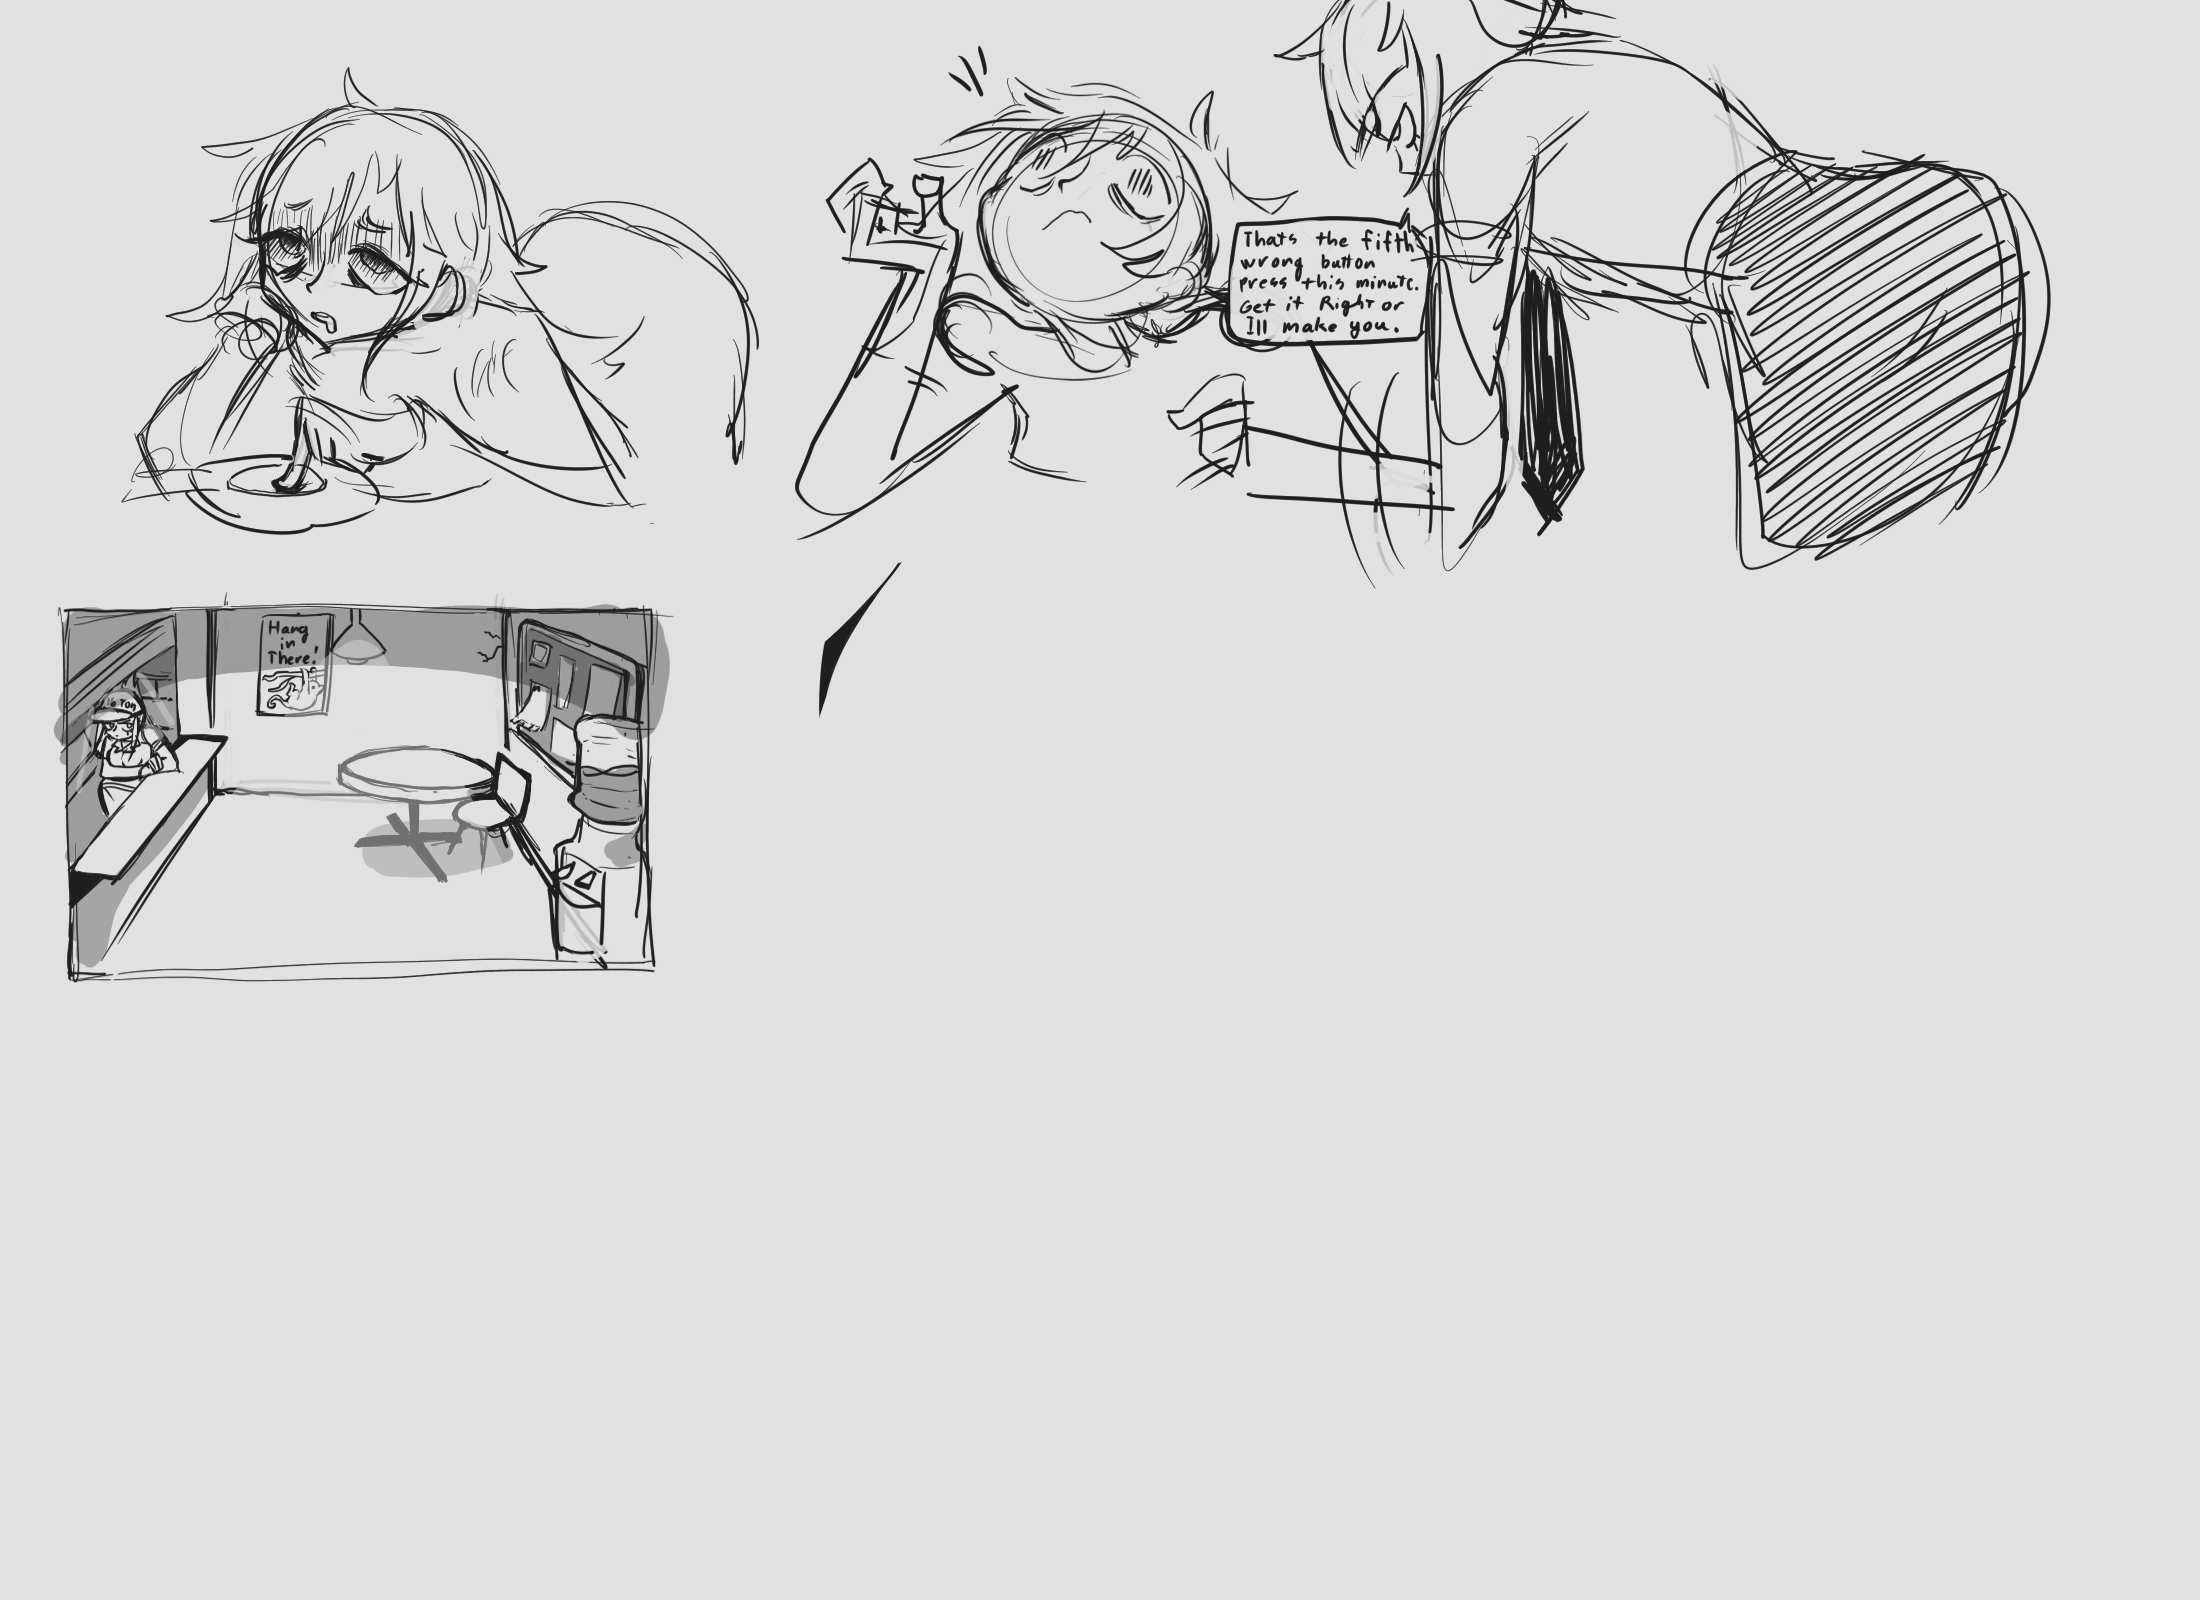 Thats the fifth
wrong button
press this minute.
Get it Right or
Ill make you.
Hang
in
There!